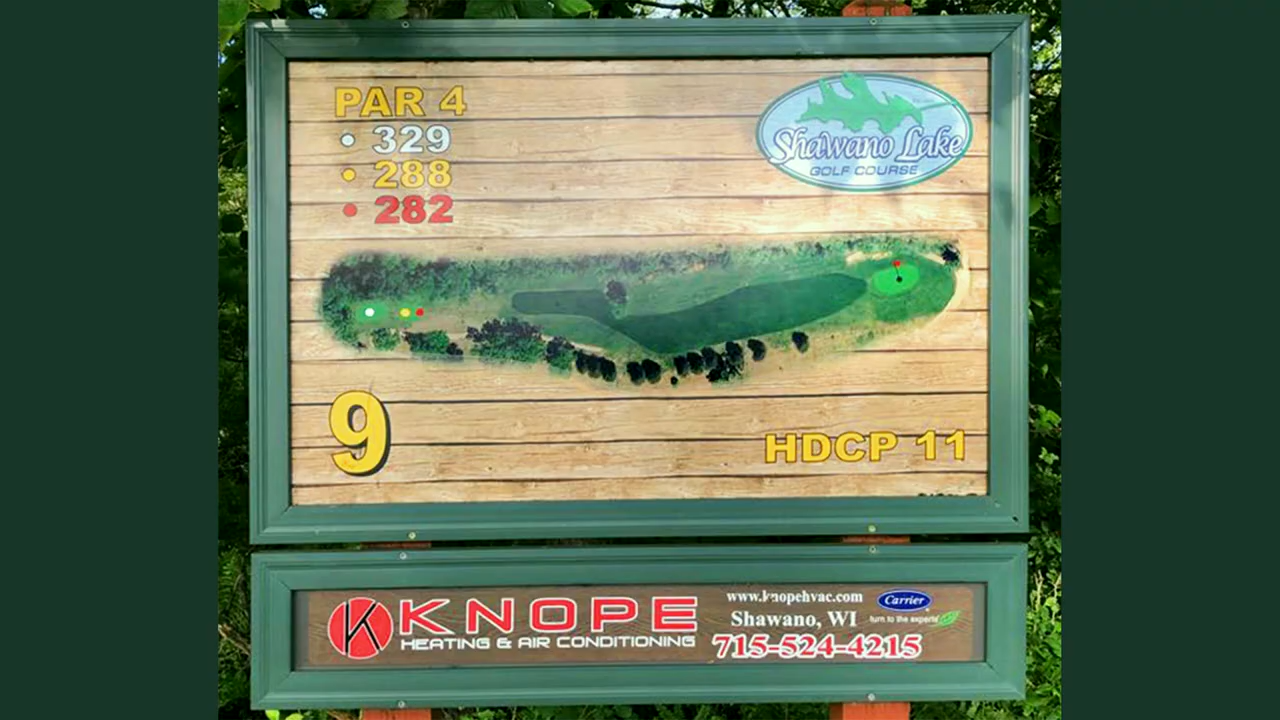 PAR 4
• 329
• 288
• 282
Shawano Lake
GOLF COURSE
9
HDCP 11
K KNOPE
HEATING & AIR CONDITIONING
www.knopehvac.com
Shawano, WI
715-524-4215
Carrier
turn to the experts